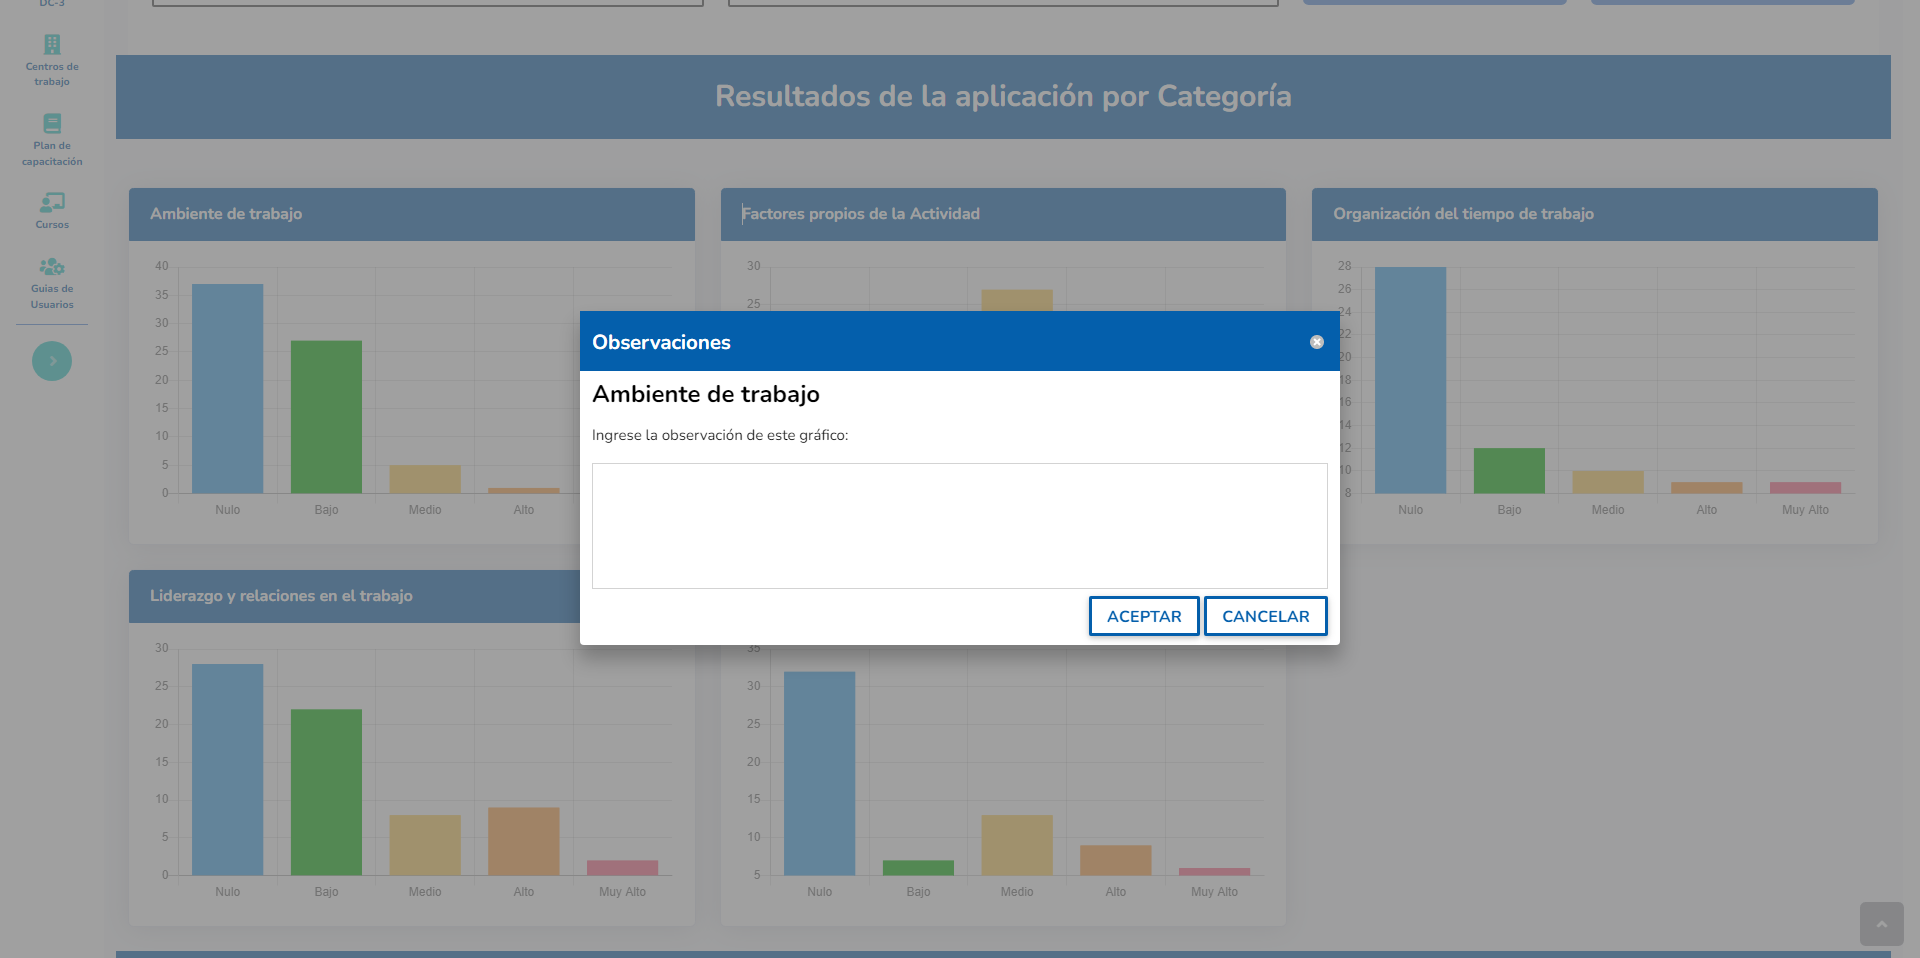 DC-3
Centros de
trabajo
Plan de
capacitación
Cursos
Guias de
Usuarios
Resultados de la aplicación por Categoría
Ambiente de trabajo
40
35
30
25
20
15
10
5
0
Nulo Bajo Medio Alto
Factores propios de la Actividad
30
25
Organización del tiempo de trabajo
28
26
24
22
20
18
16
14
12
10
8
Nulo Bajo Medio Alto Muy Alto
Observaciones
Ambiente de trabajo
Ingrese la observación de este gráfico:
ACEPTAR CANCELAR
Liderazgo y relaciones en el trabajo
30
25
20
15
10
5
0
Nulo Bajo Medio Alto Muy Alto
35
30
25
20
15
10
5
Nulo Bajo Medio Alto Muy Alto